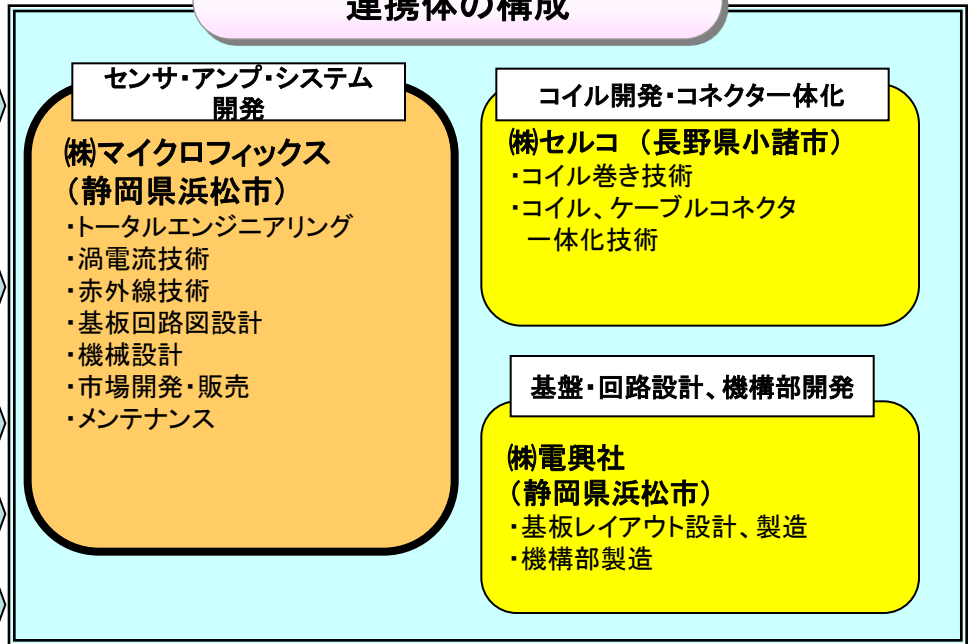 連携体の構成
センサ・アンプ・システム
開発
㈱マイクロフィックス
（静岡県浜松市）
・トータルエンジニアリング
・渦電流技術
・赤外線技術
・基板回路図設計
・機械設計
・市場開発・販売
・メンテナンス
コイル開発・コネクタ一体化
㈱セルコ （長野県小諸市）
・コイル巻き技術
・コイル、ケーブルコネクタ
一体化技術
基盤・回路設計、機構部開発
㈱電興社
（静岡県浜松市）
・基板レイアウト設計、製造
・機構部製造